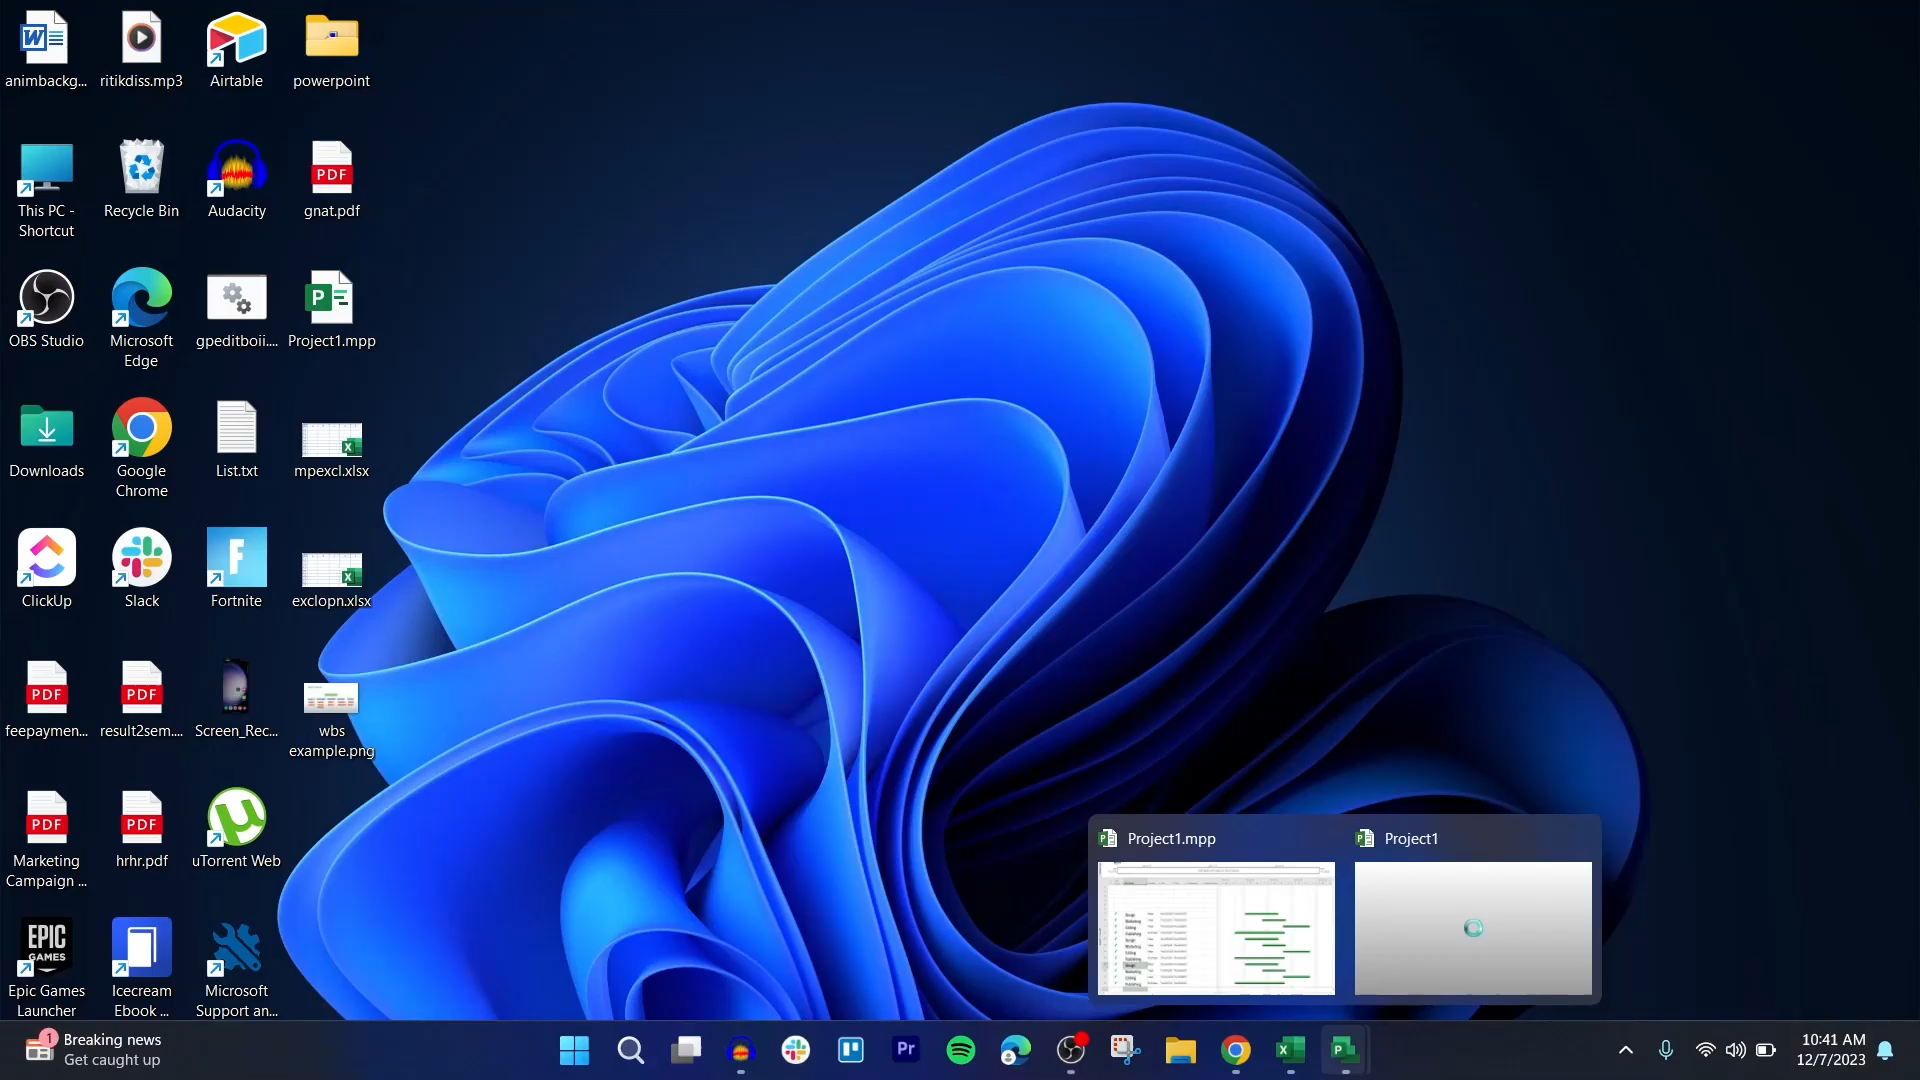 animbackg...
ritikdiss.mp3
Airtable
powerpoint
This PC -
Shortcut
Recycle Bin
Audacity
PDF
gnat.pdf
OBS Studio
Microsoft
Edge
gpeditboii....
Project1.mpp
Downloads
Google
Chrome
List.txt
mpexcl.xlsx
ClickUp
Slack
Fortnite
exclopn.xlsx
PDF
feepaymen...
PDF
result2sem....
Screen_Rec...
wbs
example.png
PDF
Marketing
Campaign ...
PDF
hrhr.pdf
uTorrent Web
EPIC
GAMES
Epic Games
Launcher
Icecream
Ebook ...
Microsoft
Support an...
Project1.mpp
Project1
1
Breaking news
Get caught up
Pr
10:41 AM
12/7/2023